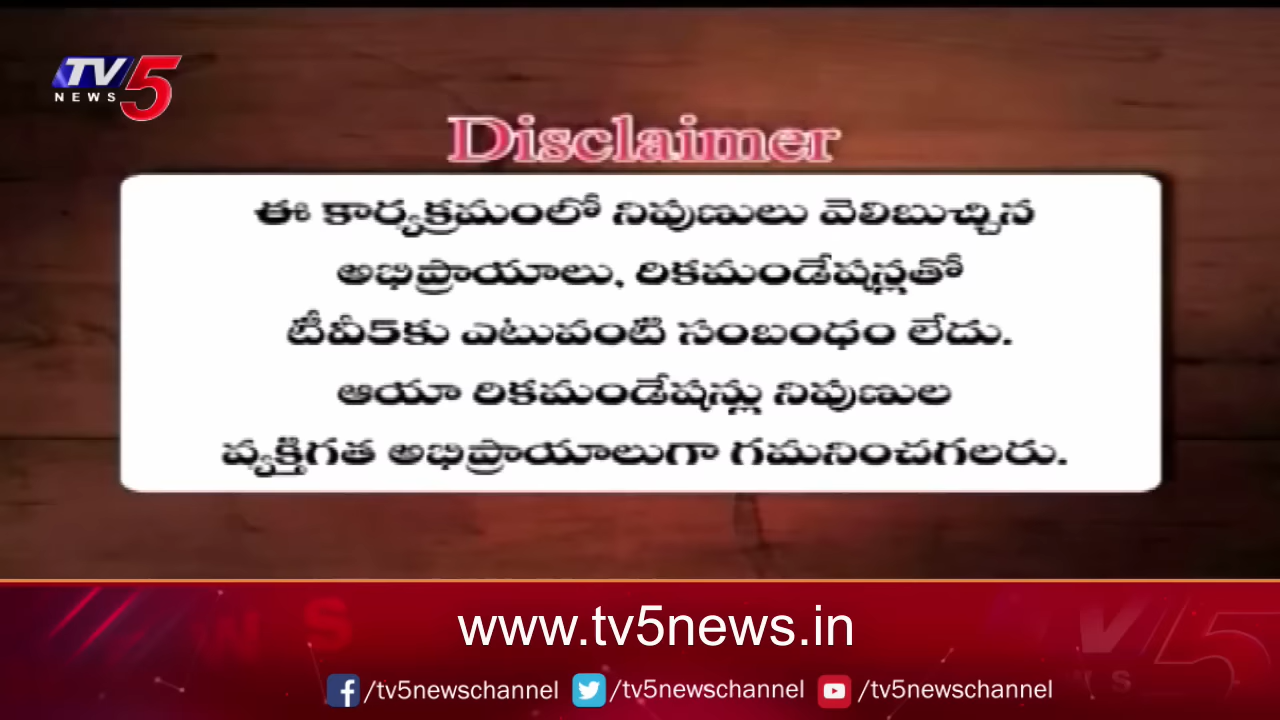 TV5
NEWS
Disclaimer
ఈ కార్యక్రమంలో నిపుణులు వెలిబుచ్చిన
అభిప్రాయాలు, రికమండేషన్లతో
టీవీ5కు ఎటువంటి సంబంధం లేదు.
ఆయా రికమండేషన్లు నిపుణుల
వ్యక్తిగత అభిప్రాయాలుగా గమనించగలరు.
www.tv5news.in
/tv5newschannel /tv5newschannel /tv5newschannel